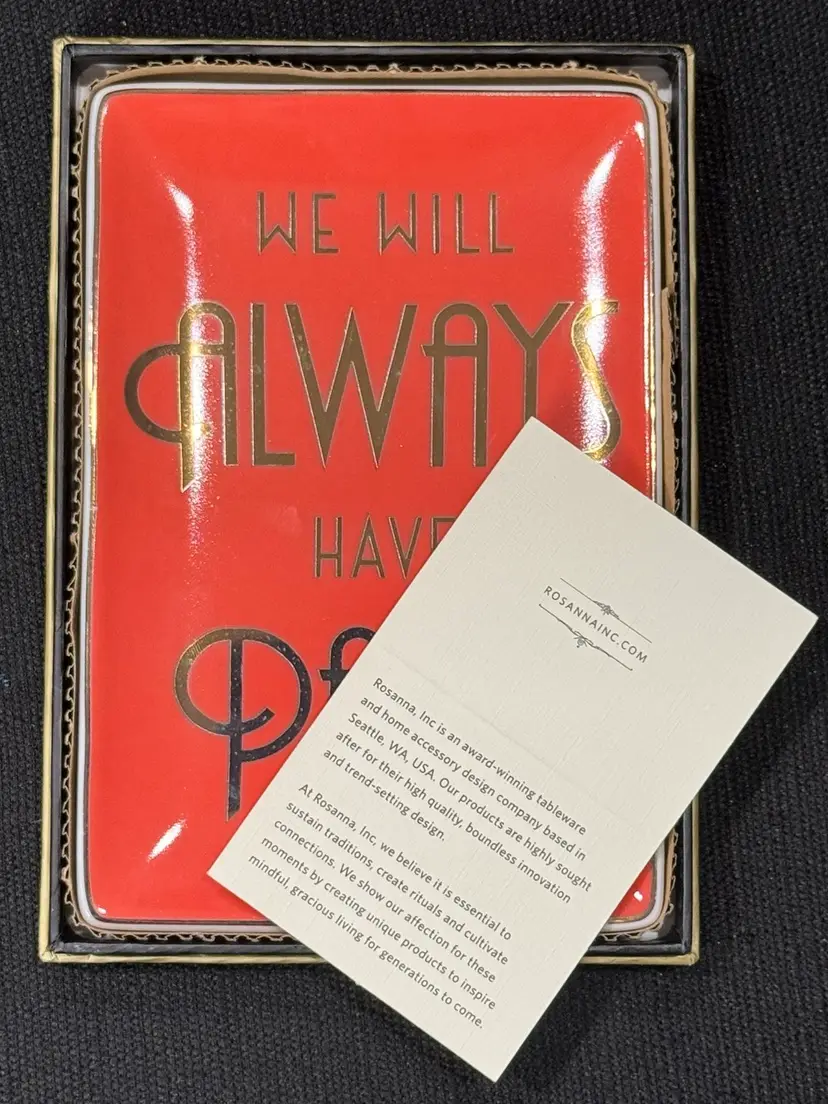 WE WILL
ALWAYS
HAVE
ROSANNAINC.COM
Rosanna, Inc is an award-winning tableware
and home accessory design company based in
Seattle, WA, USA. Our products are highly sought
after for their high quality, boundless innovation
and trend-setting design.
At Rosanna, Inc, we believe it is essential to
sustain traditions, create rituals and cultivate
connections. We show our affection for these
moments by creating unique products to inspire
mindful, gracious living for generations to come.